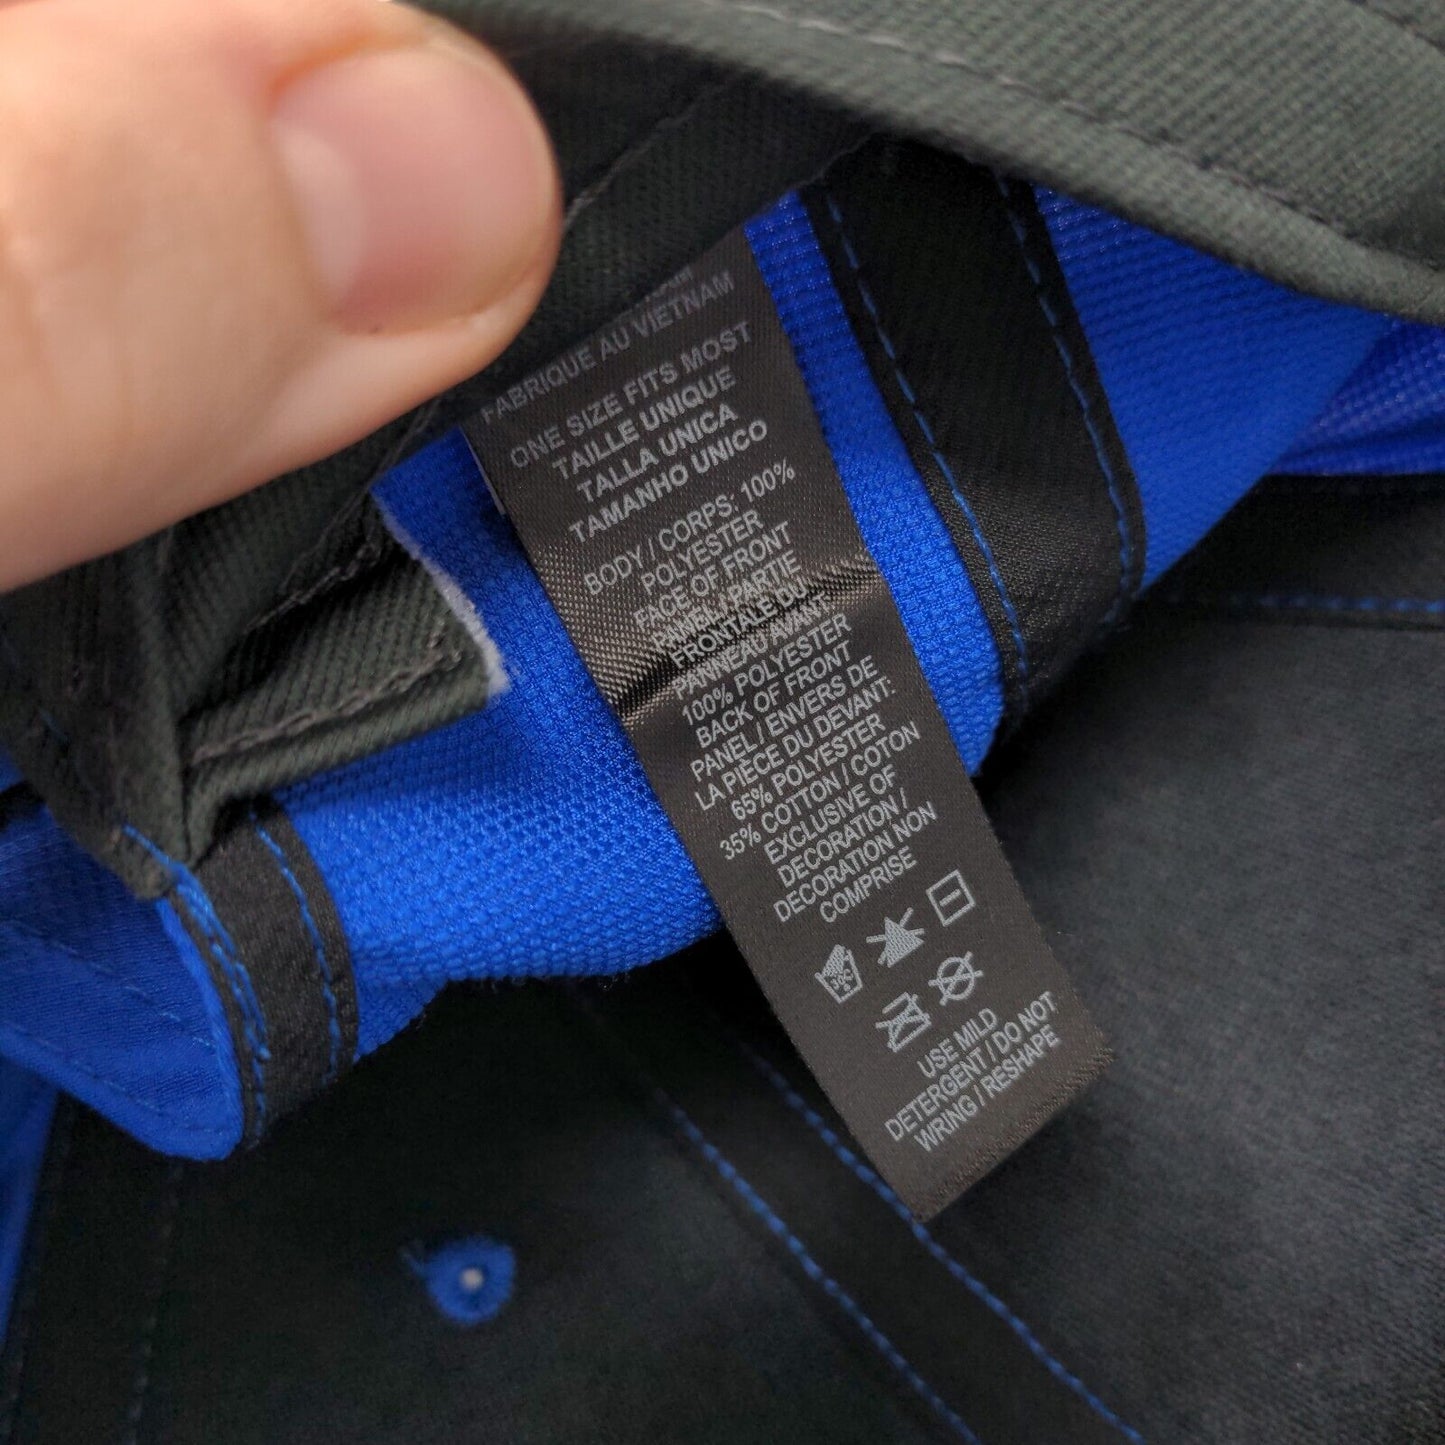 FABRIQUE AU VIETNAM
ONE SIZE FITS MOST
TAILLE UNIQUE
TALLA UNICA
TAMANHO UNICO
BODY / CORPS: 100%
POLYESTER
FACE OF FRONT
PANEL / PARTIE
FRONTALE DU
PANNEAU AVANT
100% POLYESTER
BACK OF FRONT
PANEL / ENVERS DE
LA PIÈCE DU DEVANT:
65% POLYESTER
35% COTTON / COTON
EXCLUSIVE OF
DECORATION /
DECORATION NON
COMPRISE
USE MILD
DETERGENT / DO NOT
WRING / RESHAPE